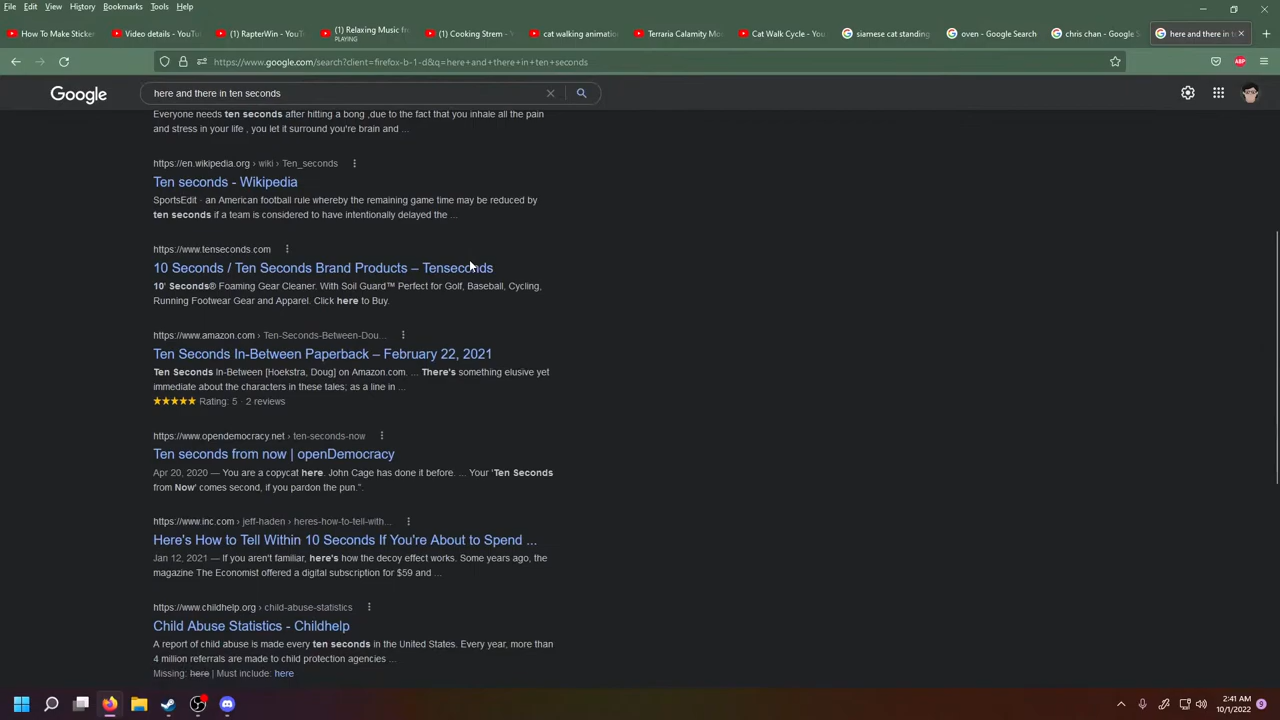 File Edit View History Bookmarks Tools Help
How To Make Sticker
Video details - YouTu
(1) RapterWin - YouT
(1) Relaxing Music fr
PLAYING
(1) Cooking Strem - Y
cat walking animatio
Terraria Calamity Mo
Cat Walk Cycle - You
siamese cat standing
oven - Google Search
chris chan - Google S
here and there in t
https://www.google.com/search?client=firefox-b-1-d&q=here+and+there+in+ten+seconds
ABP
Google
here and there in ten seconds
Everyone needs ten seconds after hitting a bong ,due to the fact that you inhale all the pain
and stress in your life , you let it surround you're brain and ...
https://en.wikipedia.org › wiki › Ten_seconds
Ten seconds - Wikipedia
SportsEdit · an American football rule whereby the remaining game time may be reduced by
ten seconds if a team is considered to have intentionally delayed the ...
https://www.tenseconds.com
10 Seconds / Ten Seconds Brand Products – Tenseconds
10' Seconds® Foaming Gear Cleaner. With Soil Guard™ Perfect for Golf, Baseball, Cycling,
Running Footwear Gear and Apparel. Click here to Buy.
https://www.amazon.com › Ten-Seconds-Between-Dou...
Ten Seconds In-Between Paperback – February 22, 2021
Ten Seconds In-Between [Hoekstra, Doug] on Amazon.com. ... There's something elusive yet
immediate about the characters in these tales; as a line in ...
Rating: 5 · 2 reviews
https://www.opendemocracy.net › ten-seconds-now
Ten seconds from now | openDemocracy
Apr 20, 2020 — You are a copycat here. John Cage has done it before. ... Your 'Ten Seconds
from Now' comes second, if you pardon the pun.".
https://www.inc.com › jeff-haden › heres-how-to-tell-with...
Here's How to Tell Within 10 Seconds If You're About to Spend ...
Jan 12, 2021 — If you aren't familiar, here's how the decoy effect works. Some years ago, the
magazine The Economist offered a digital subscription for $59 and ...
https://www.childhelp.org › child-abuse-statistics
Child Abuse Statistics - Childhelp
A report of child abuse is made every ten seconds in the United States. Every year, more than
4 million referrals are made to child protection agencies ...
Missing: here | Must include: here
2:41 AM
10/1/2022
9